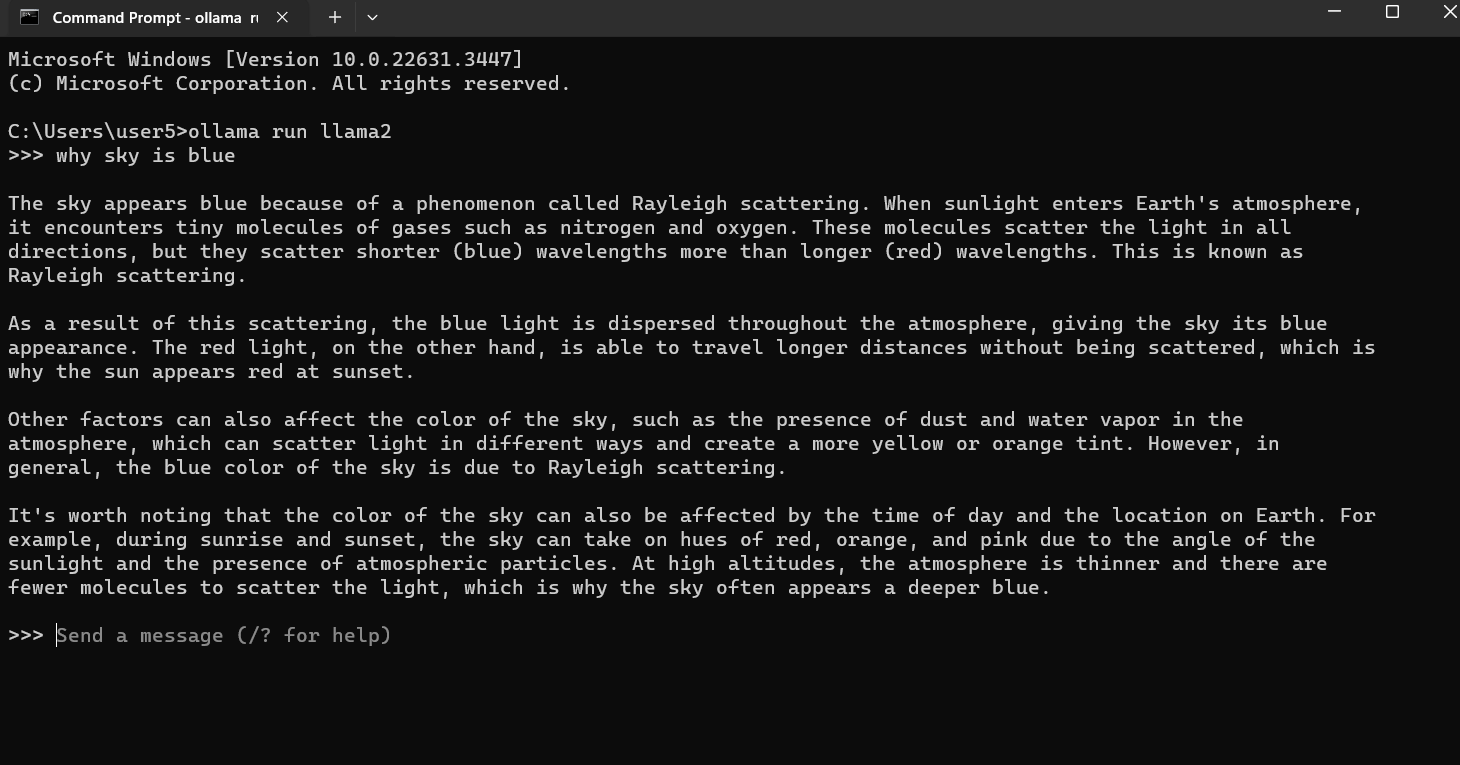 Command Prompt - ollama ru
Microsoft Windows [Version 10.0.22631.3447]
(c) Microsoft Corporation. All rights reserved.
C:\Users\user5>ollama run llama2
>>> why sky is blue
The sky appears blue because of a phenomenon called Rayleigh scattering. When sunlight enters Earth's atmosphere,
it encounters tiny molecules of gases such as nitrogen and oxygen. These molecules scatter the light in all
directions, but they scatter shorter (blue) wavelengths more than longer (red) wavelengths. This is known as
Rayleigh scattering.
As a result of this scattering, the blue light is dispersed throughout the atmosphere, giving the sky its blue
appearance. The red light, on the other hand, is able to travel longer distances without being scattered, which is
why the sun appears red at sunset.
Other factors can also affect the color of the sky, such as the presence of dust and water vapor in the
atmosphere, which can scatter light in different ways and create a more yellow or orange tint. However, in
general, the blue color of the sky is due to Rayleigh scattering.
It's worth noting that the color of the sky can also be affected by the time of day and the location on Earth. For
example, during sunrise and sunset, the sky can take on hues of red, orange, and pink due to the angle of the
sunlight and the presence of atmospheric particles. At high altitudes, the atmosphere is thinner and there are
fewer molecules to scatter the light, which is why the sky often appears a deeper blue.
>>> Send a message (/? for help)